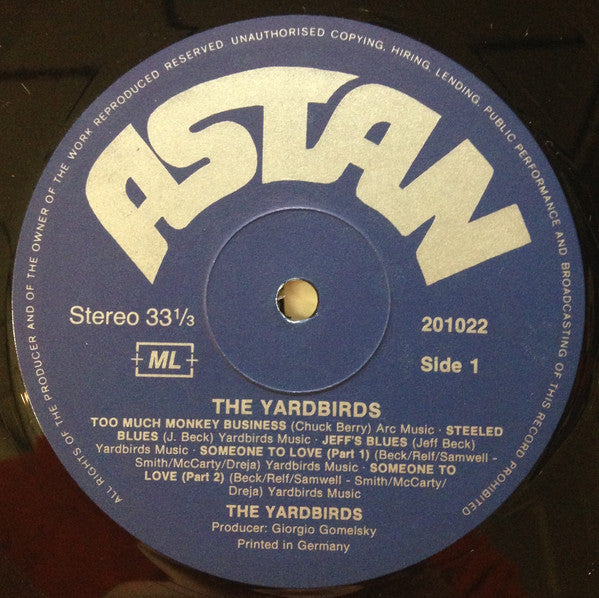 ALL RIGHTS OF THE PRODUCER AND OF THE OWNER OF THE WORK REPRODUCED RESERVED UNAUTHORISED COPYING, HIRING, LENDING, PUBLIC PERFORMANCE AND BROADCASTING OF THIS RECORD PROHIBITED
ASTAN
Stereo 33⅓
201022
ML
Side 1
THE YARDBIRDS
TOO MUCH MONKEY BUSINESS (Chuck Berry) Arc Music · STEELED
BLUES (J. Beck) Yardbirds Music · JEFF'S BLUES (Jeff Beck)
Yardbirds Music · SOMEONE TO LOVE (Part 1) (Beck/Relf/Samwell -
Smith/McCarty/Dreja) Yardbirds Music · SOMEONE TO
LOVE (Part 2) (Beck/Relf/Samwell - Smith/McCarty/
Dreja) Yardbirds Music
THE YARDBIRDS
Producer: Giorgio Gomelsky
Printed in Germany